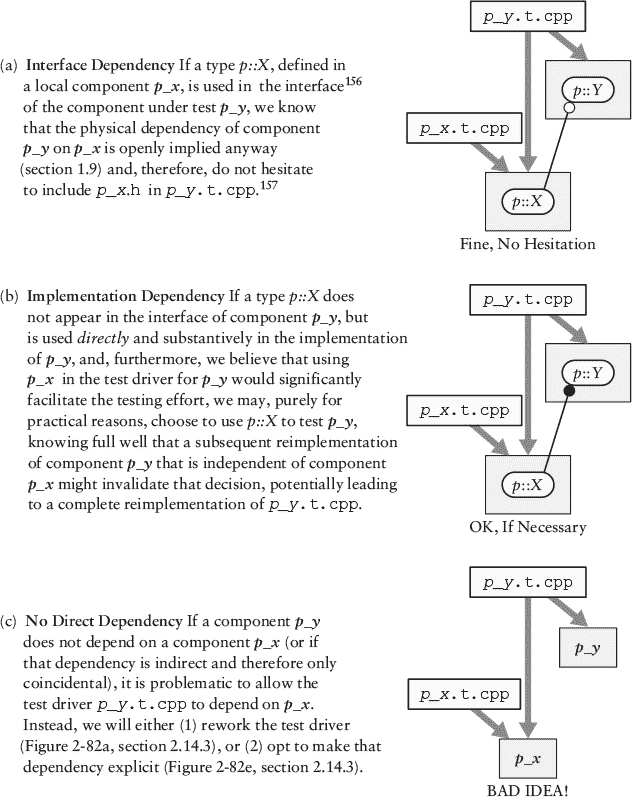 p_y.t.cpp
(a) Interface Dependency If a type p::X, defined in
a local component p_x, is used in the interface156
of the component under test p_y, we know
that the physical dependency of component
p_y on p_x is openly implied anyway
(section 1.9) and, therefore, do not hesitate
to include p_x.h in p_y.t.cpp.157
p::Y
p_x.t.cpp
p::X
Fine, No Hesitation
(b) Implementation Dependency If a type p::X does
not appear in the interface of component p_y, but
is used directly and substantively in the implementation
of p_y, and, furthermore, we believe that using
p_x in the test driver for p_y would significantly
facilitate the testing effort, we may, purely for
practical reasons, choose to use p::X to test p_y,
knowing full well that a subsequent reimplementation
of component p_y that is independent of component
p_x might invalidate that decision, potentially leading
to a complete reimplementation of p_y.t.cpp.
p_y.t.cpp
p::Y
p_x.t.cpp
p::X
OK, If Necessary
(c) No Direct Dependency If a component p_y
does not depend on a component p_x (or if
that dependency is indirect and therefore only
coincidental), it is problematic to allow the
test driver p_y.t.cpp to depend on p_x.
Instead, we will either (1) rework the test driver
(Figure 2-82a, section 2.14.3), or (2) opt to make that
dependency explicit (Figure 2-82e, section 2.14.3).
p_y.t.cpp
p_y
p_x.t.cpp
p_x
BAD IDEA!